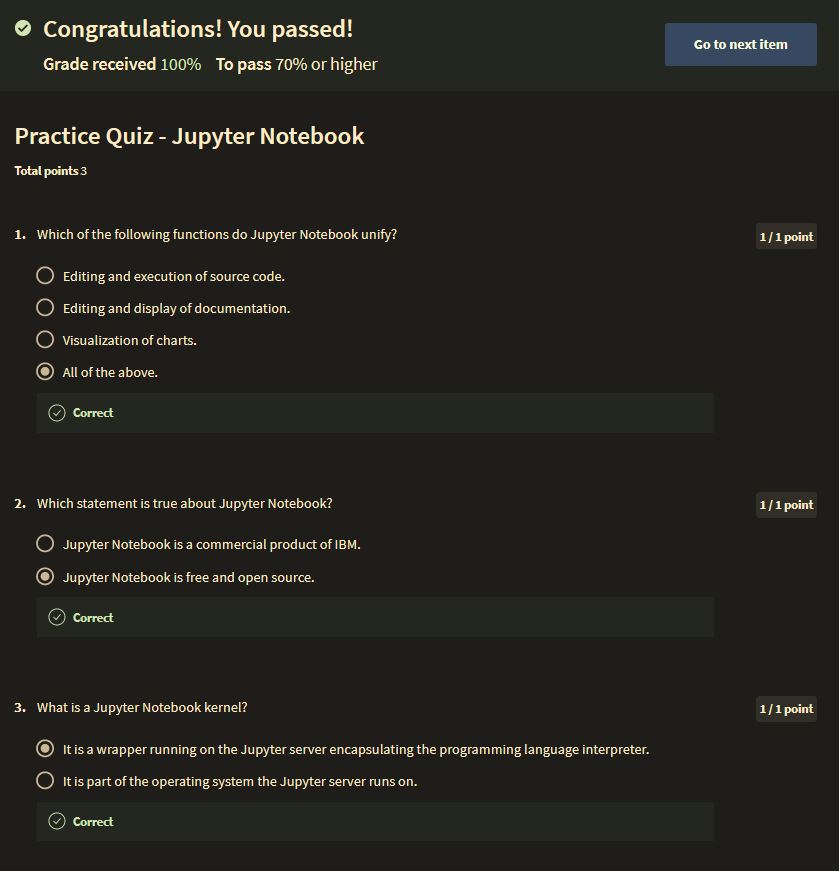 Congratulations! You passed!
Grade received 100% To pass 70% or higher
Go to next item
Practice Quiz - Jupyter Notebook
Total points 3
1. Which of the following functions do Jupyter Notebook unify?
1 / 1 point
Editing and execution of source code.
Editing and display of documentation.
Visualization of charts.
All of the above.
Correct
2. Which statement is true about Jupyter Notebook?
1 / 1 point
Jupyter Notebook is a commercial product of IBM.
Jupyter Notebook is free and open source.
Correct
3. What is a Jupyter Notebook kernel?
1 / 1 point
It is a wrapper running on the Jupyter server encapsulating the programming language interpreter.
It is part of the operating system the Jupyter server runs on.
Correct